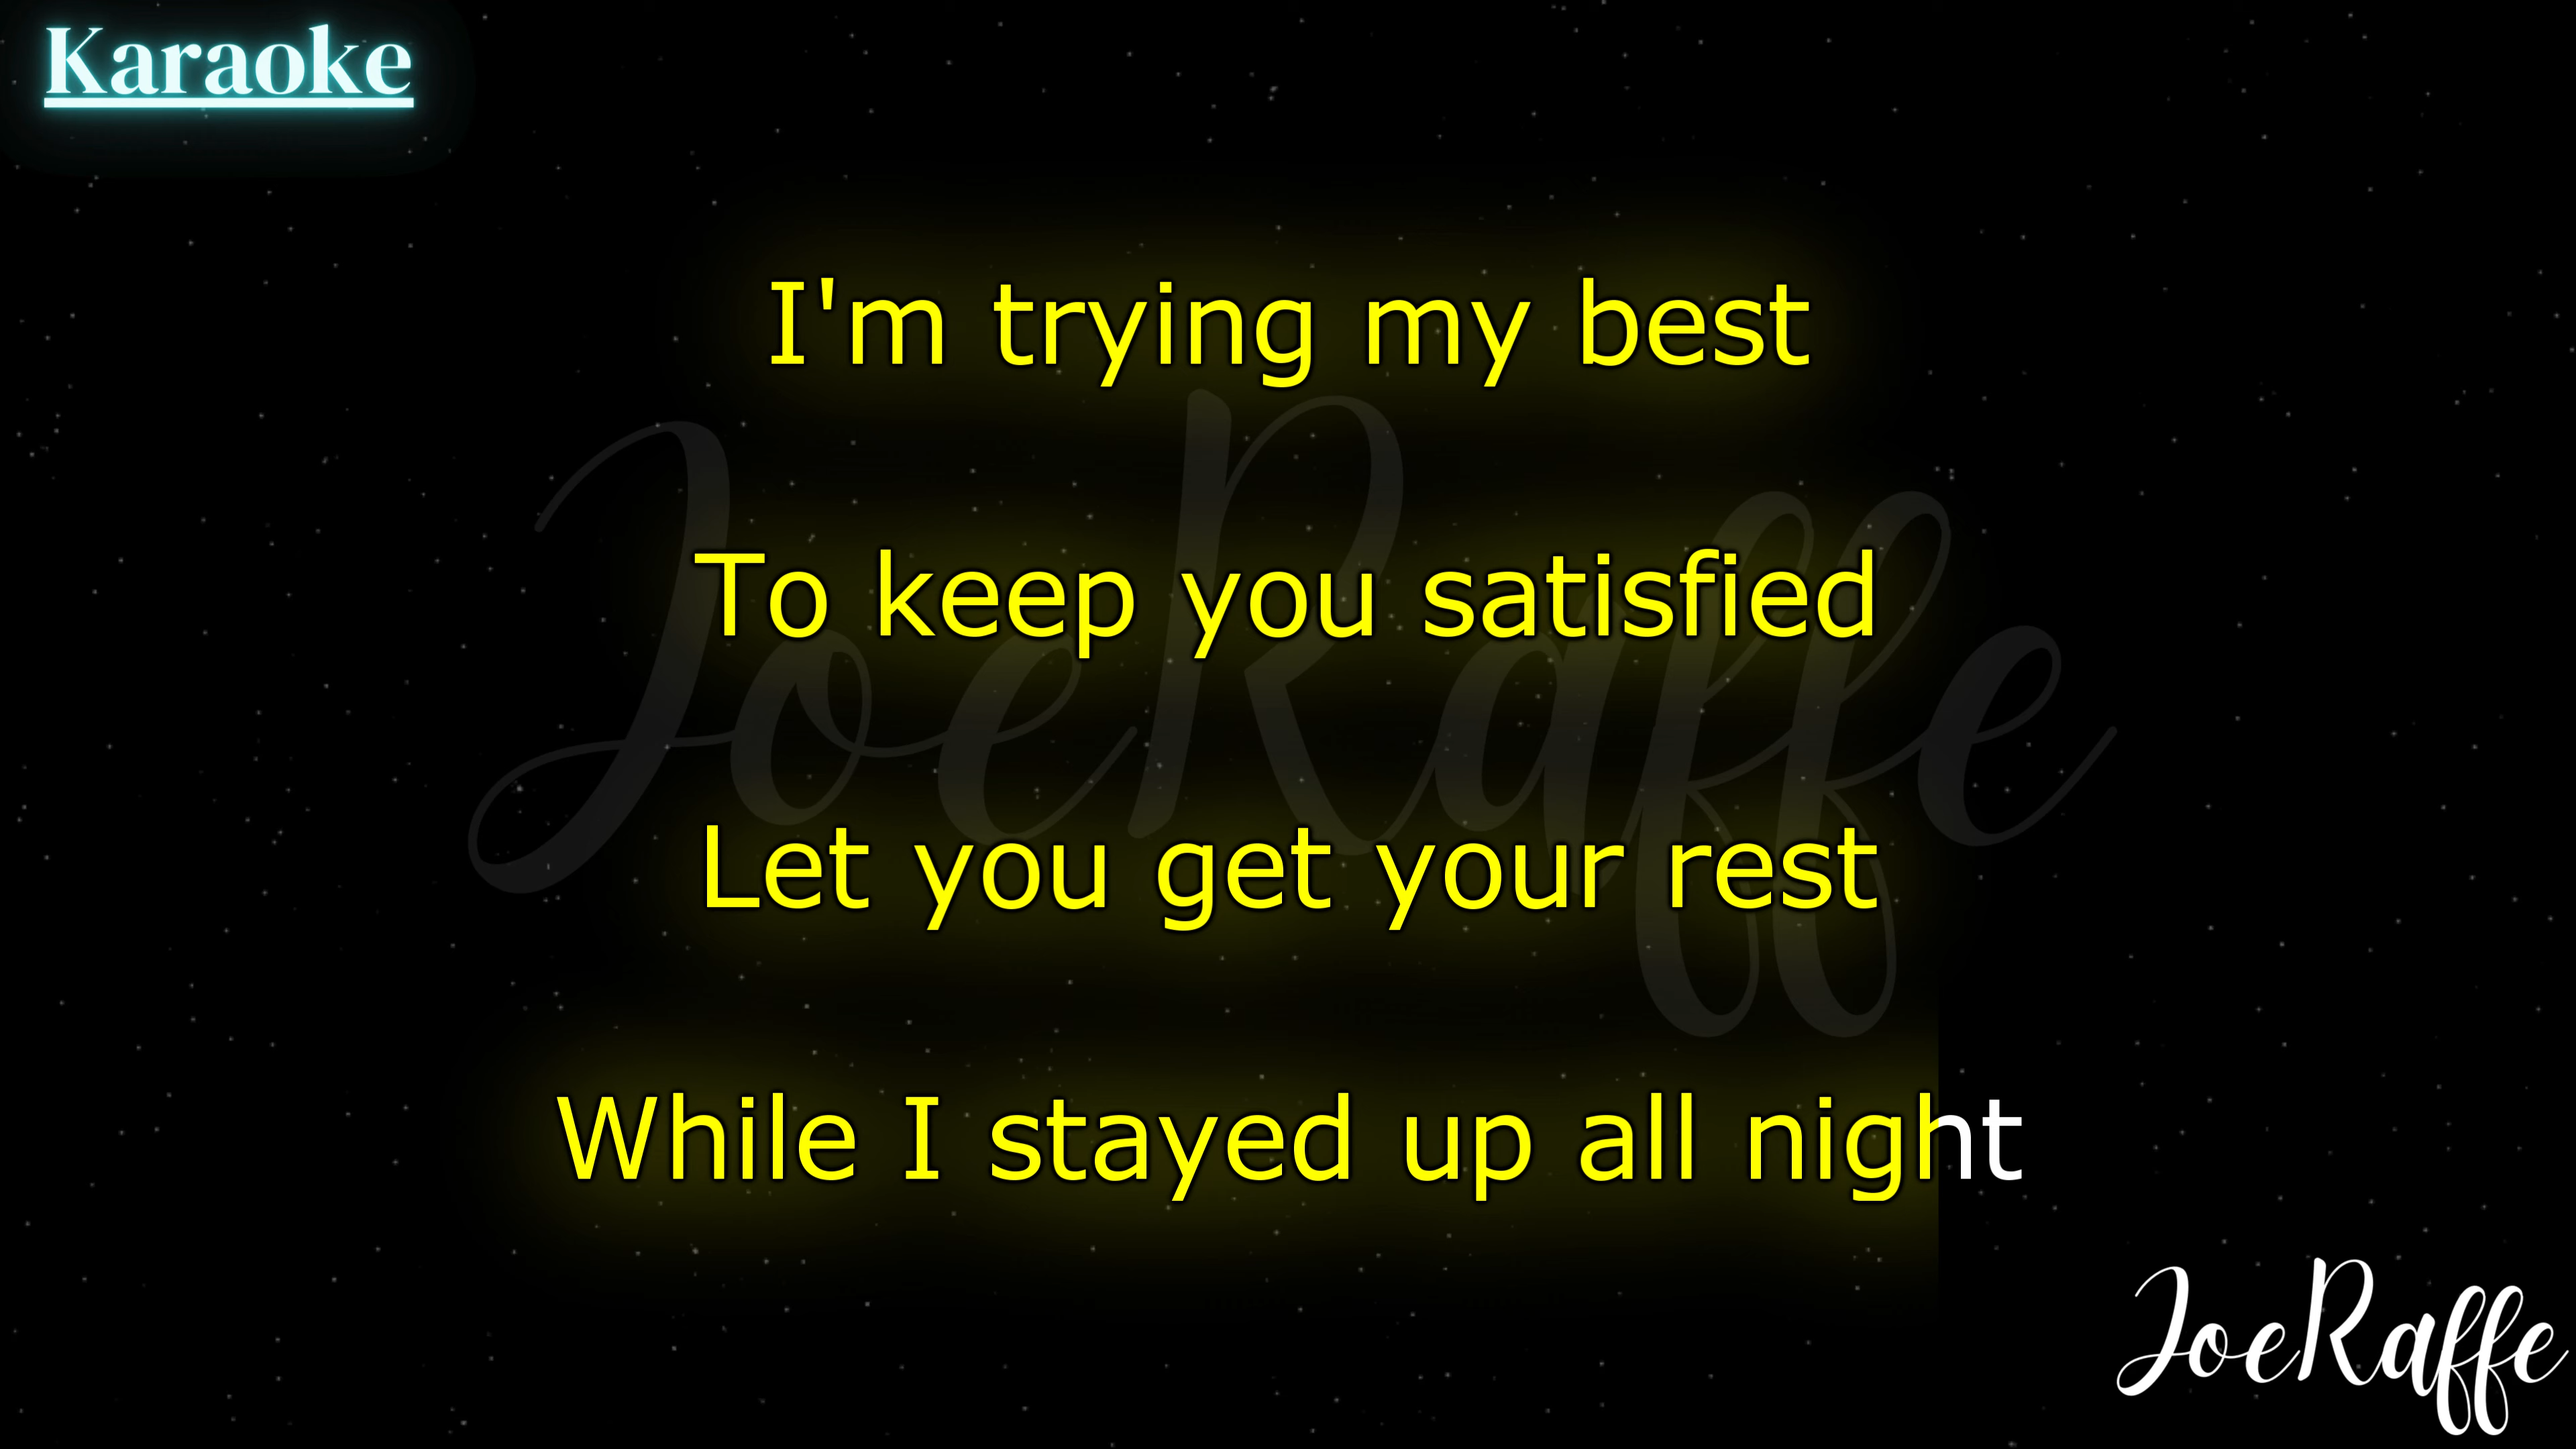 Karaoke
I'm trying my best
To keep you satisfied
Let you get your rest
While I stayed up all night
JoeRaffe
JoeRaffe